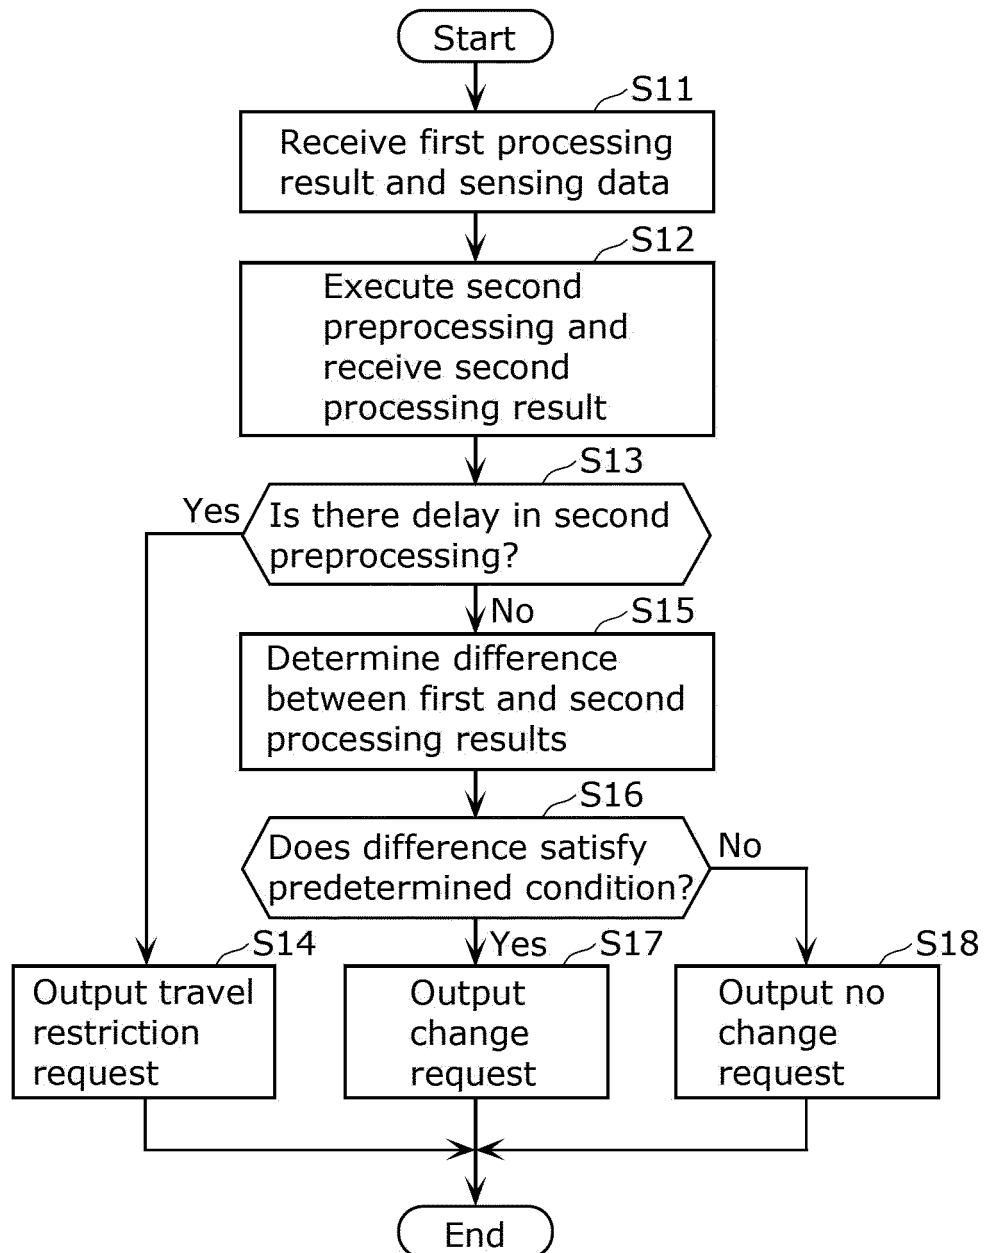 Start
S11
Receive first processing
result and sensing data
S12
Execute second
preprocessing and
receive second
processing result
S13
Yes
Is there delay in second
preprocessing?
No
S15
Determine difference
between first and second
processing results
S16
Does difference satisfy
predetermined condition?
No
Yes
S14
Output travel
restriction
request
S17
Output
change
request
S18
Output no
change
request
End